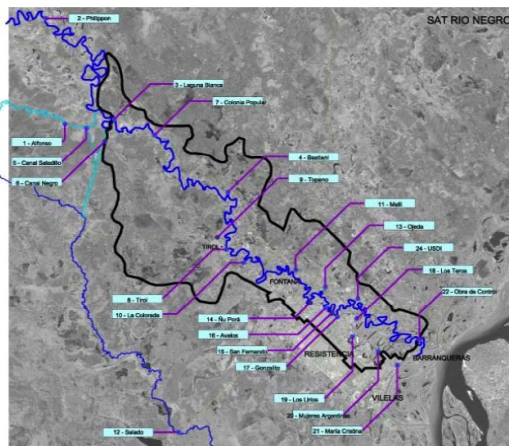 SAT RIO NEGRO
2 - Philippon
3 - Laguna Blanca
7 - Colonia Popular
1 - Alfonso
5 - Canal Saladillo
6 - Canal Negro
4 - Bastiani
9 - Topano
11 - Malli
13 - Ojeda
TIROL
24 - USDI
18 - Los Teros
FONTANA
22 - Obra de Control
8 - Tirol
10 - La Colorada
14 - Ñu Porá
16 - Avalos
15 - San Fernando
RESISTENCIA
BARRANQUERAS
17 - Gonzalito
19 - Los Lirios
VILELAS
20 - Mujeres Argentinas
21 - María Cristina
12 - Salado